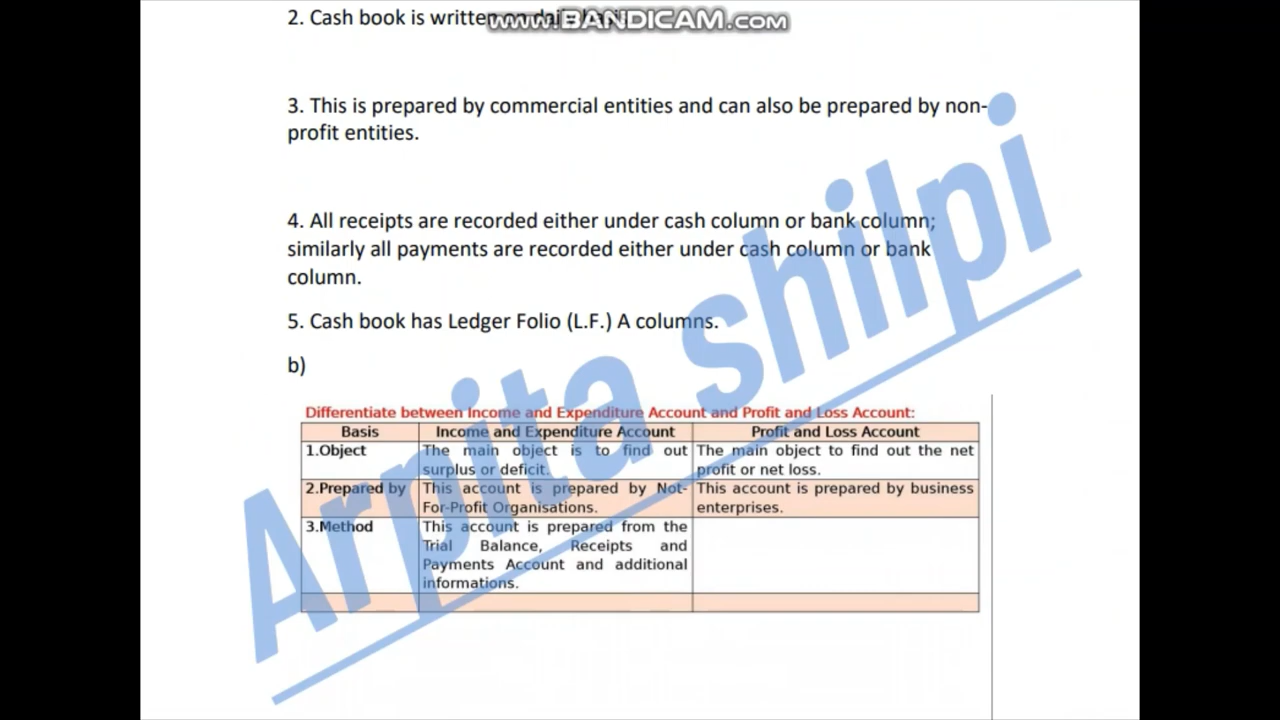 2. Cash book is written on daily basis.
www.BANDICAM.com
3. This is prepared by commercial entities and can also be prepared by non-
profit entities.
4. All receipts are recorded either under cash column or bank column;
similarly all payments are recorded either under cash column or bank
column.
5. Cash book has Ledger Folio (L.F.) A columns.
b)
Arpita shilpi
Differentiate between Income and Expenditure Account and Profit and Loss Account:
Basis Income and Expenditure Account Profit and Loss Account
1.Object The main object is to find out The main object to find out the net
surplus or deficit. profit or net loss.
2.Prepared by This account is prepared by Not- This account is prepared by business
For-Profit Organisations. enterprises.
3.Method This account is prepared from the
Trial Balance, Receipts and
Payments Account and additional
informations.